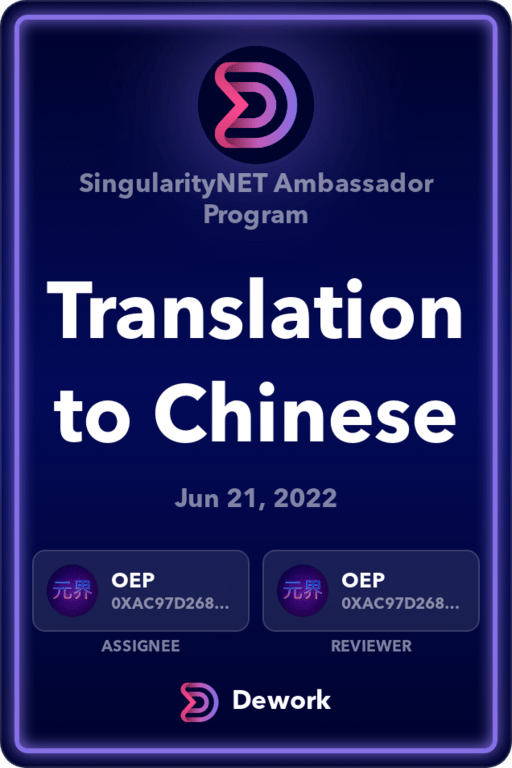 SingularityNET Ambassador
Program
Translation
to Chinese
Jun 21, 2022
元界
OEP
0XAC97D268...
ASSIGNEE
元界
OEP
0XAC97D268...
REVIEWER
Dework